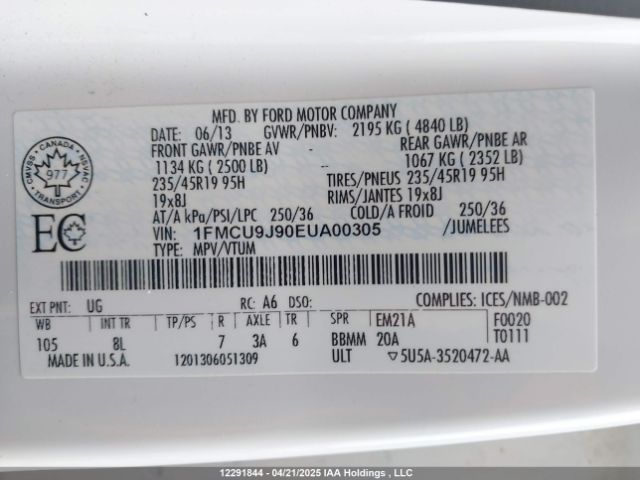 MFD. BY FORD MOTOR COMPANY
DATE: 06/13 GVWR/PNBV: 2195 KG ( 4840 LB)
FRONT GAWR/PNBE AV - REAR GAWR/PNBE AR
1134 KG ( 2500 LB) 1067 KG ( 2352 LB)
235/45R19 95H TIRES/PNEUS 235/45R19 95H
19x8J RIMS/JANTES 19x8J
AT/A kPa/PSI/LPC 250/36 COLD/A FROID 250/36
VIN: 1FMCU9J90EUA00305 /JUMELEES
TYPE: MPV/VTUM
CMVSS CANADA NSVAC
977
TRANSPORT
EC
EXT PNT: UG RC: A6 DSO: COMPLIES: ICES/NMB-002
WB INT TR TP/PS R AXLE TR SPR EM21A F0020
105 8L 7 3A 6 BBMM 20A T0111
MADE IN U.S.A. 1201306051309 ULT ▽5U5A-3520472-AA
12291844 - 04/21/2025 IAA Holdings , LLC